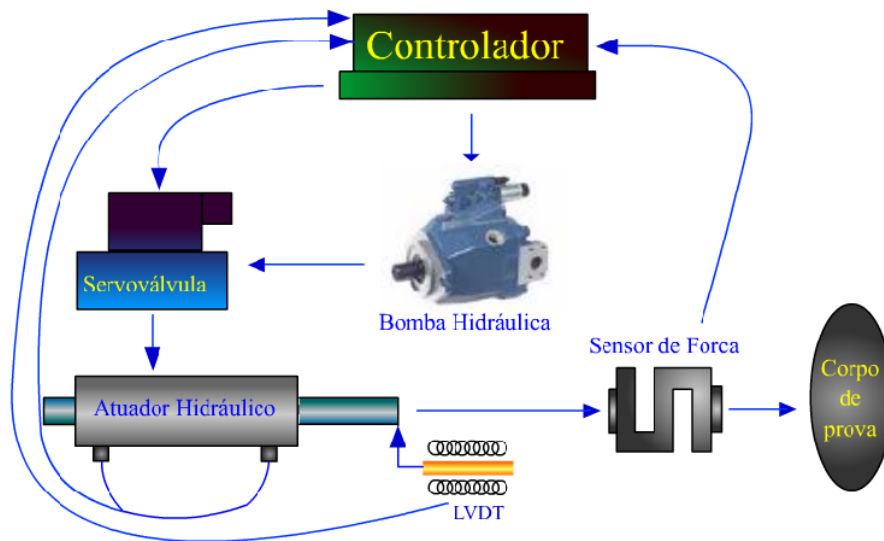 Controlador
Servoválvula
Bomba Hidráulica
Sensor de Forca
Atuador Hidráulico
Corpo
de
prova
LVDT